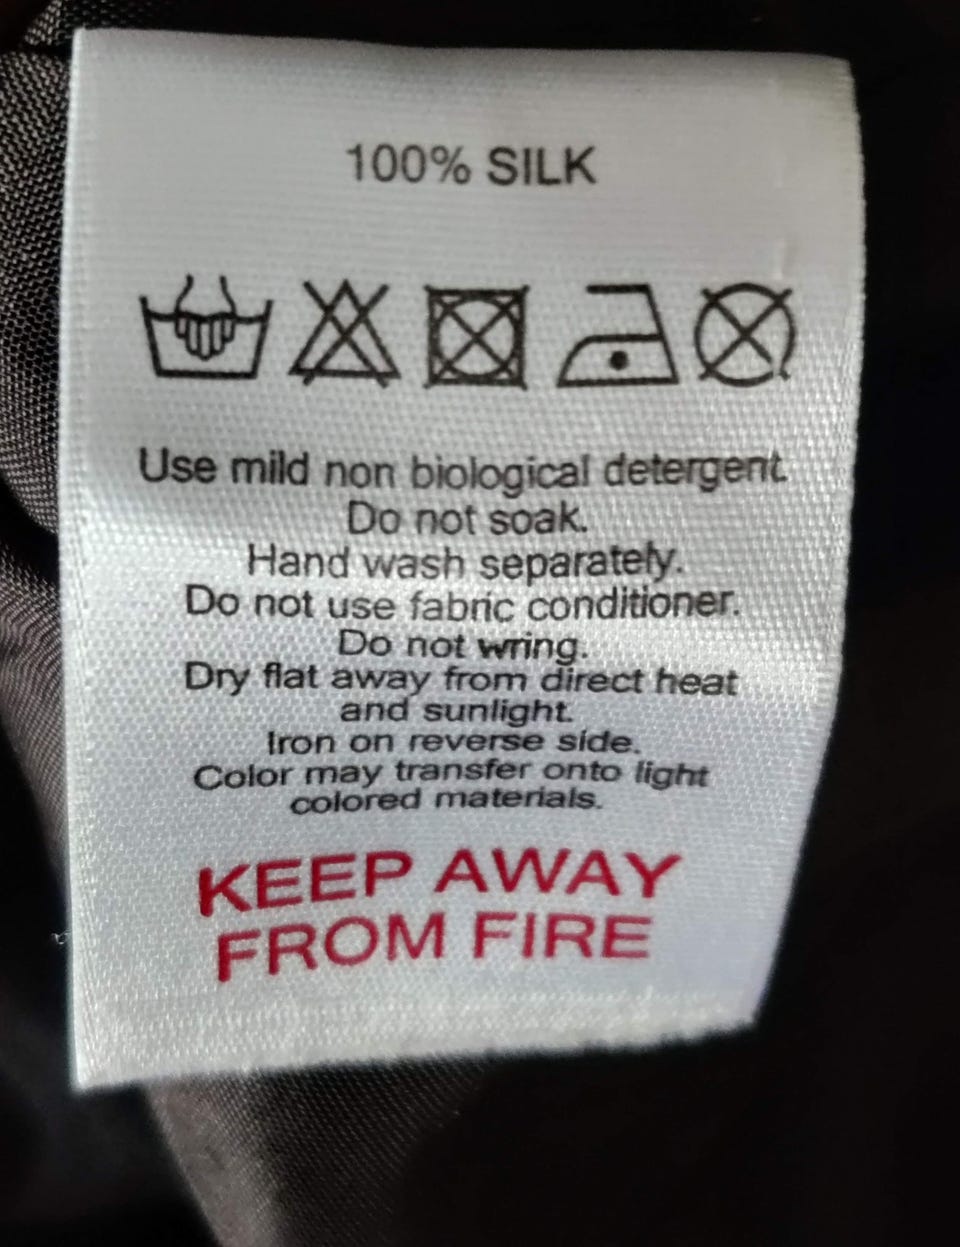 100% SILK
Use mild non biological detergent.
Do not soak.
Hand wash separately.
Do not use fabric conditioner.
Do not wring.
Dry flat away from direct heat
and sunlight.
Iron on reverse side.
Color may transfer onto light
colored materials.
KEEP AWAY
FROM FIRE